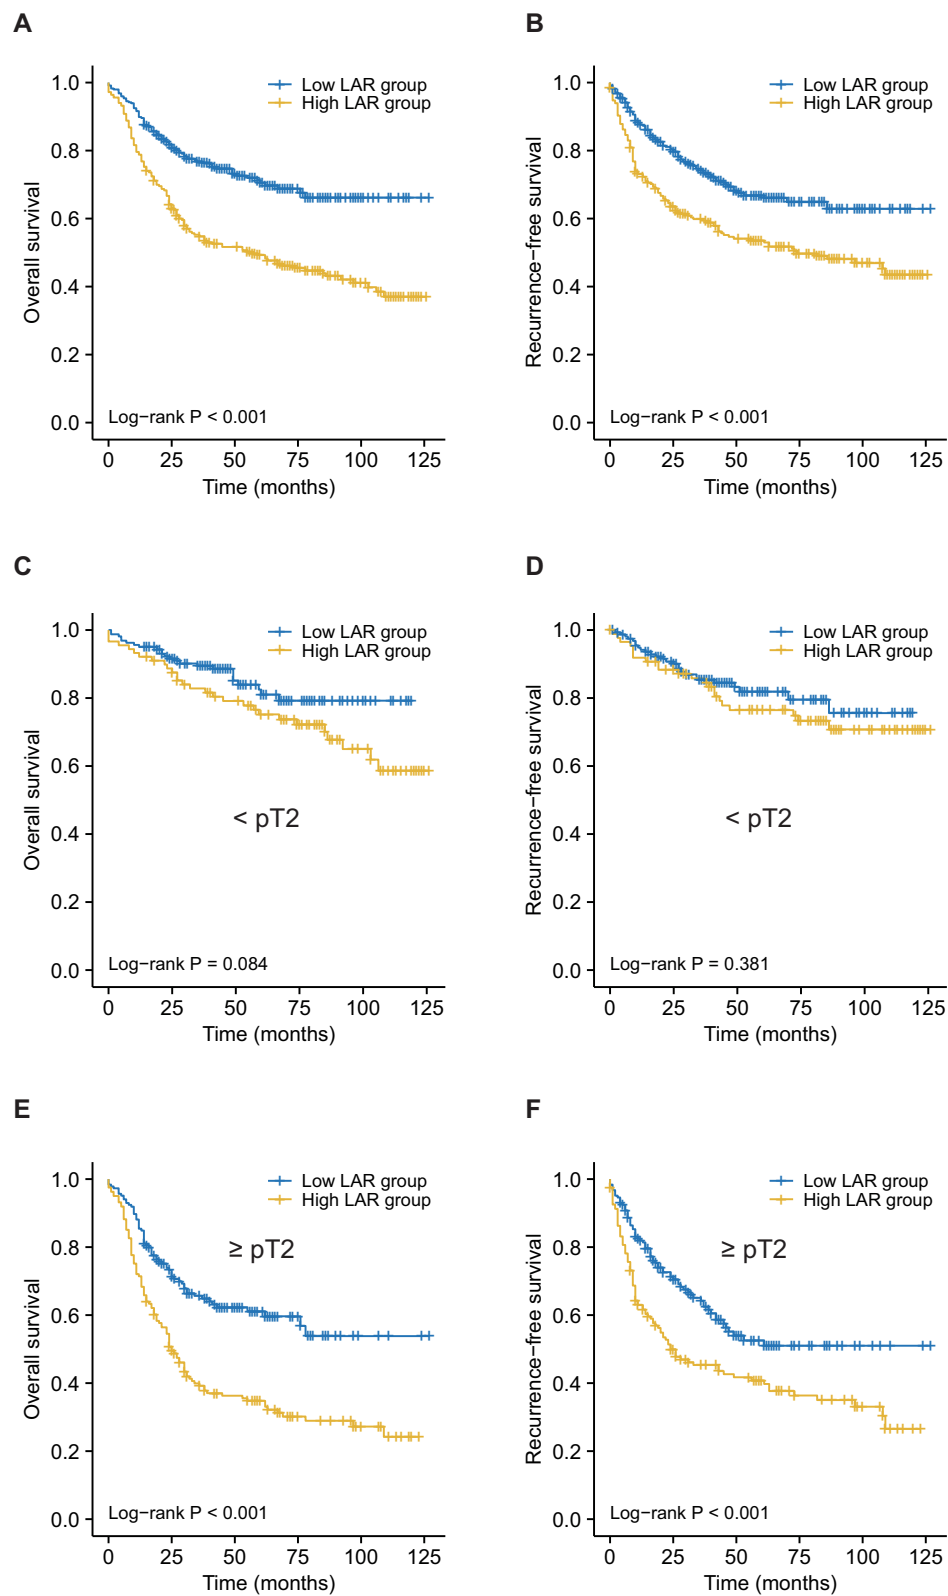 A
Overall survival
1.0
0.8
0.6
0.4
0.2
0.0
Low LAR group
High LAR group
Log−rank P < 0.001
0 25 50 75 100 125
Time (months)
B
Recurrence−free survival
1.0
0.8
0.6
0.4
0.2
0.0
Low LAR group
High LAR group
Log−rank P < 0.001
0 25 50 75 100 125
Time (months)
C
Overall survival
1.0
0.8
0.6
0.4
0.2
0.0
Low LAR group
High LAR group
< pT2
Log−rank P = 0.084
0 25 50 75 100 125
Time (months)
D
Recurrence−free survival
1.0
0.8
0.6
0.4
0.2
0.0
Low LAR group
High LAR group
< pT2
Log−rank P = 0.381
0 25 50 75 100 125
Time (months)
E
Overall survival
1.0
0.8
0.6
0.4
0.2
0.0
Low LAR group
High LAR group
≥ pT2
Log−rank P < 0.001
0 25 50 75 100 125
Time (months)
F
Recurrence−free survival
1.0
0.8
0.6
0.4
0.2
0.0
Low LAR group
High LAR group
≥ pT2
Log−rank P < 0.001
0 25 50 75 100 125
Time (months)